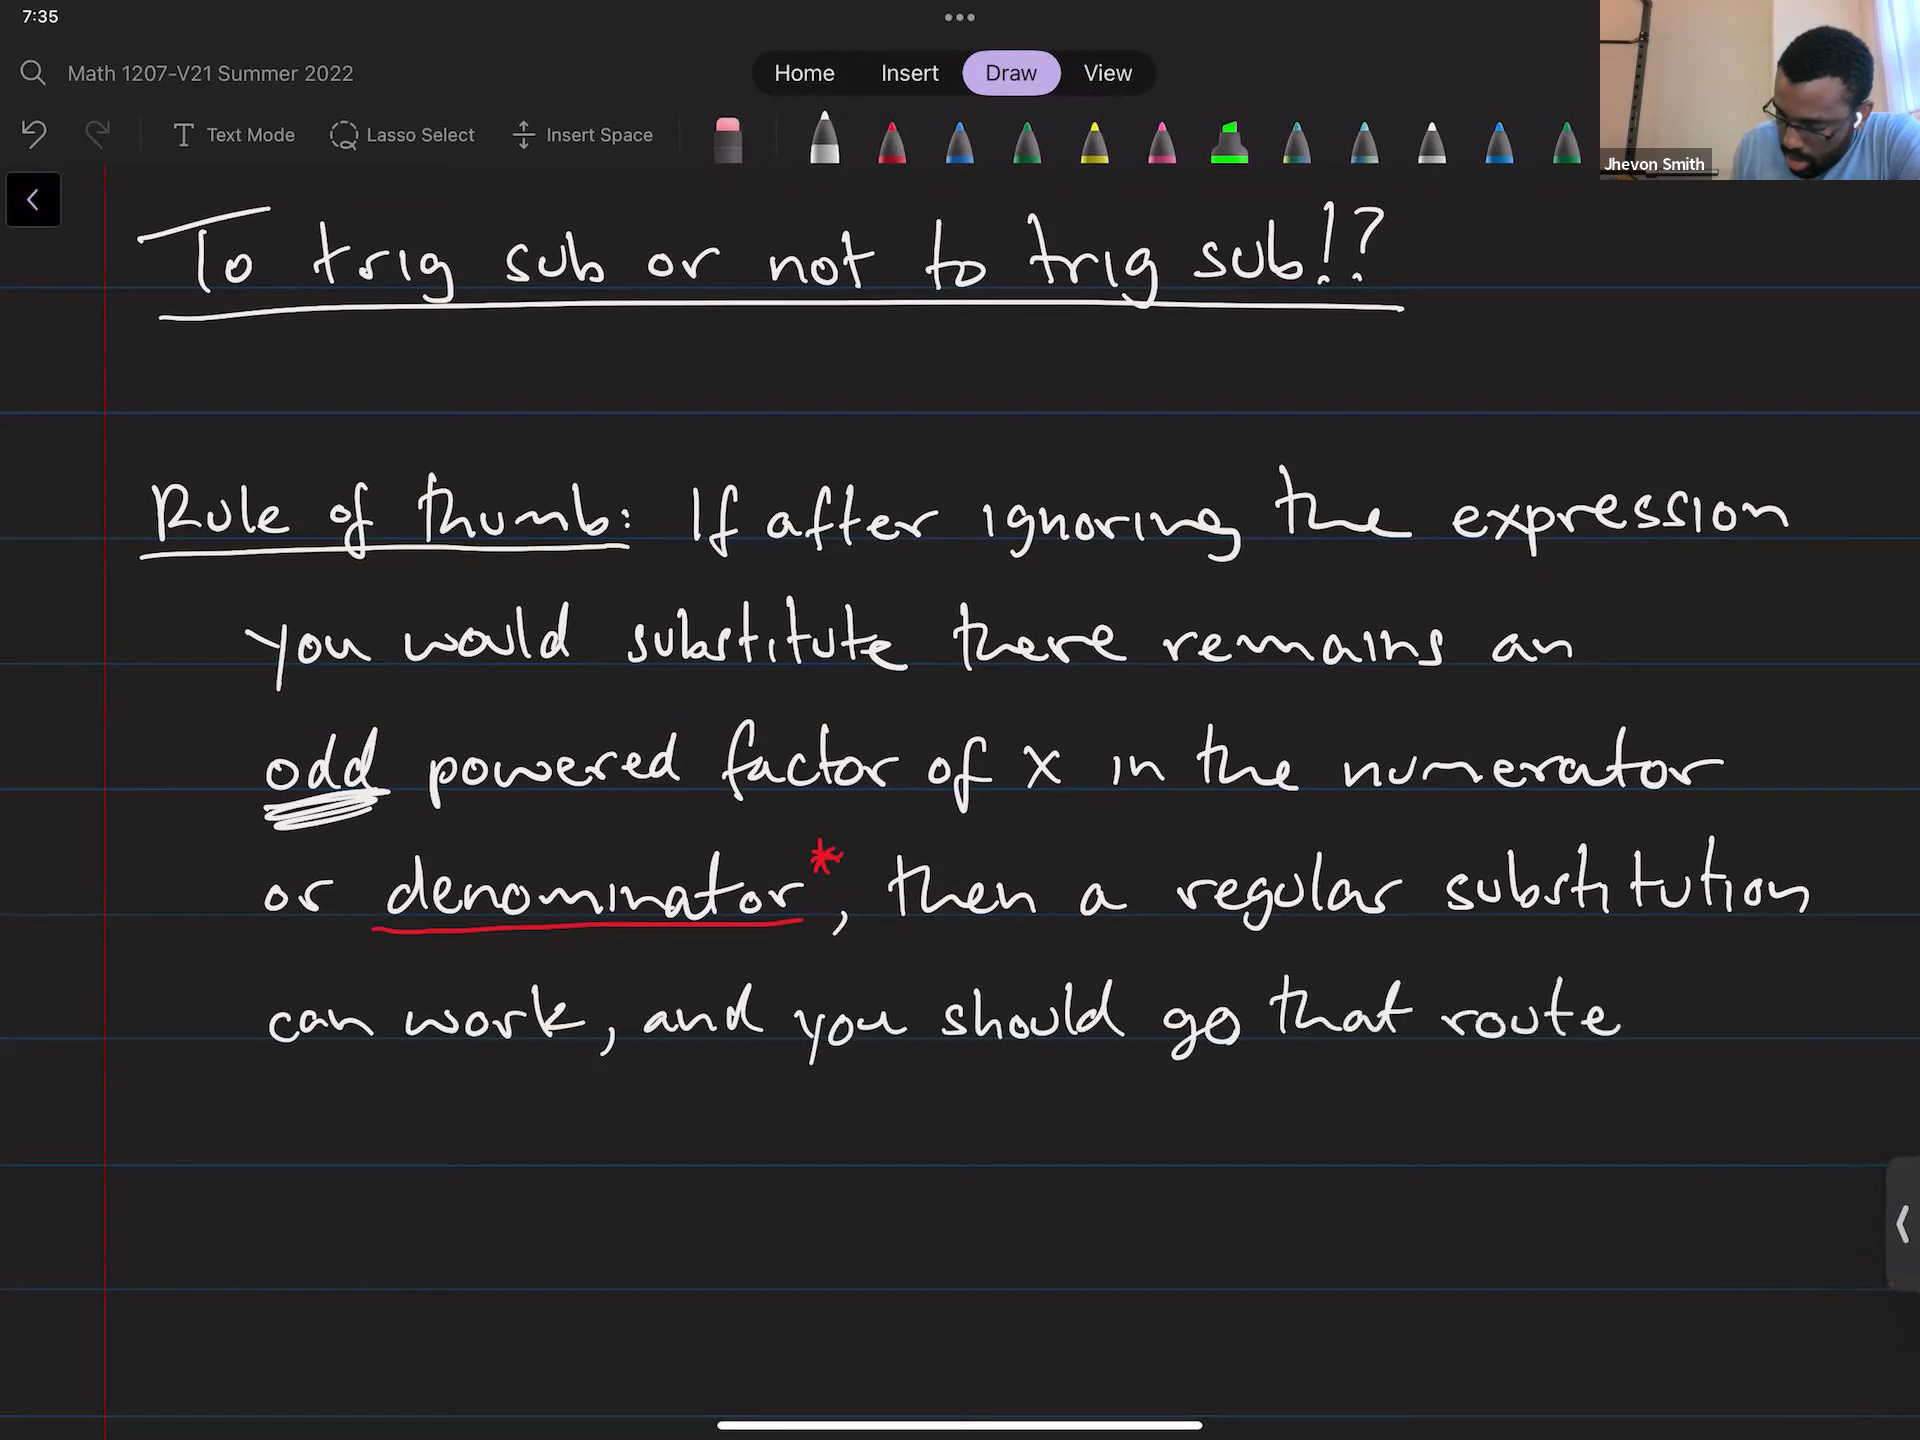 7:35
Math 1207-V21 Summer 2022
Home Insert Draw View
Text Mode Lasso Select Insert Space
Jhevon Smith
To trig sub or not to trig sub!?
Rule of thumb: If after ignoring the expression
you would substitute there remains an
odd powered factor of x in the numerator
or denominator*, then a regular substitution
can work, and you should go that route